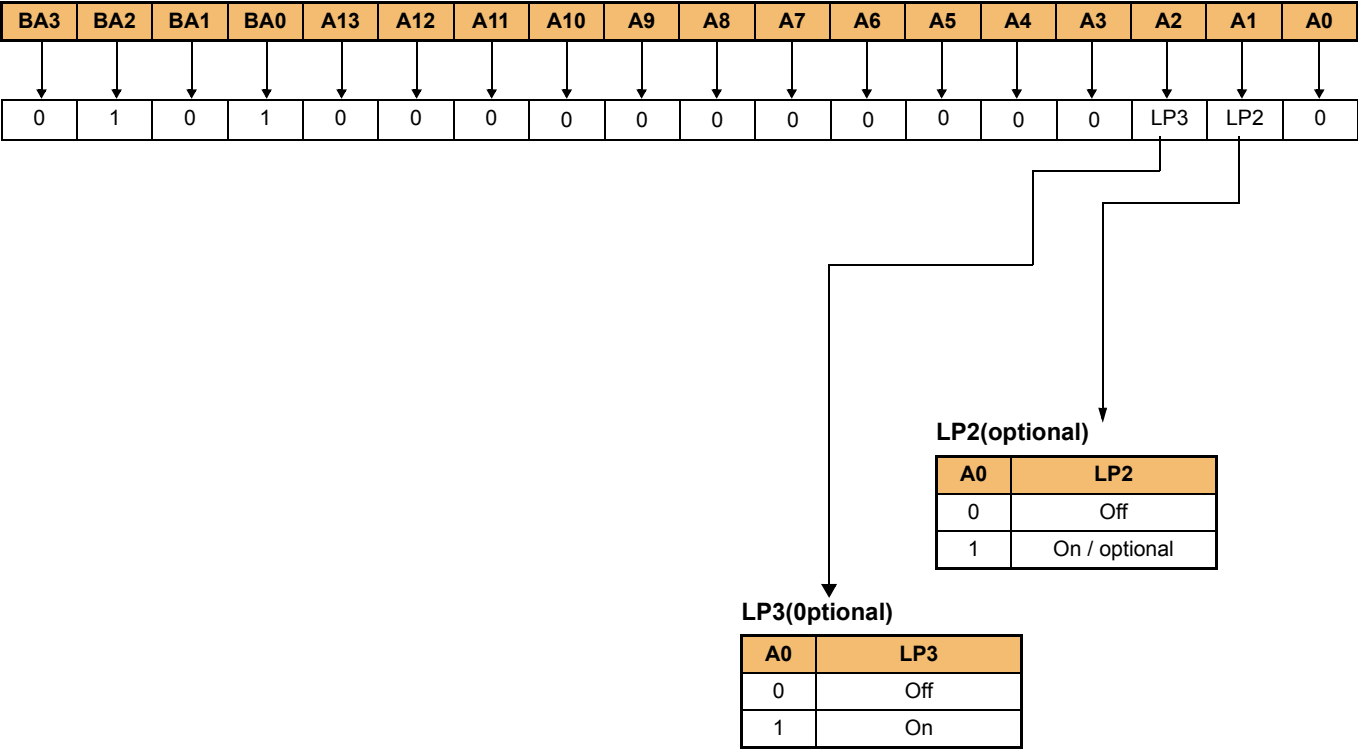 BA3 BA2 BA1 BA0 A13 A12 A11 A10 A9 A8 A7 A6 A5 A4 A3 A2 A1 A0
0 1 0 1 0 0 0 0 0 0 0 0 0 0 0 LP3 LP2 0
LP2(optional)
A0 LP2
0 Off
1 On / optional
LP3(0ptional)
A0 LP3
0 Off
1 On